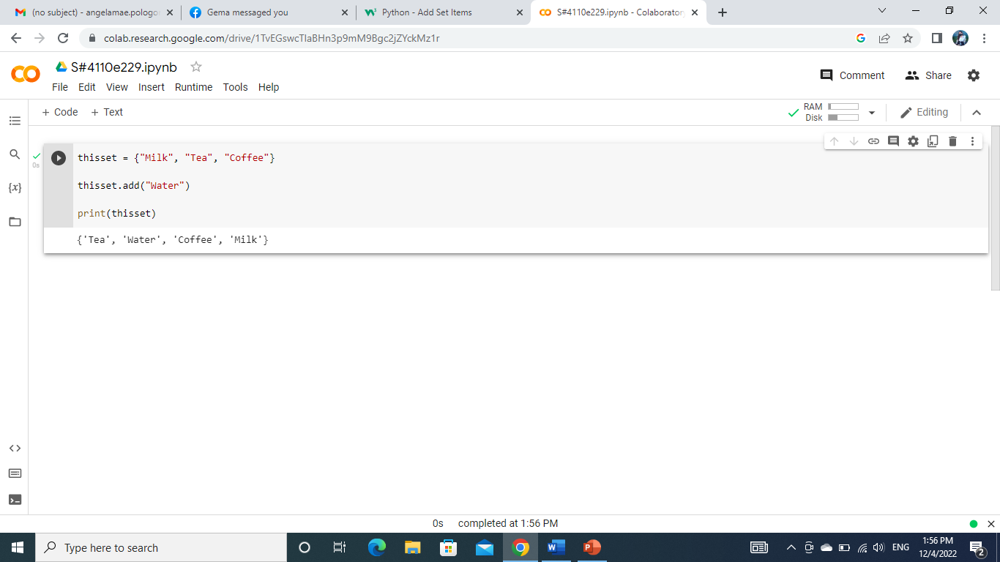 (no subject) - angelamae.pologo
Gema messaged you
Python - Add Set Items
S#4110e229.ipynb - Colaboratory
colab.research.google.com/drive/1TvEGswcTlaBHn3p9mM9Bgc2jZYckMz1r
S#4110e229.ipynb
File Edit View Insert Runtime Tools Help
Comment
Share
+ Code + Text
RAM
Disk
Editing
0s
thisset = {"Milk", "Tea", "Coffee"}
thisset.add("Water")
print(thisset)
{'Tea', 'Water', 'Coffee', 'Milk'}
{x}
0s completed at 1:56 PM
Type here to search
ENG
1:56 PM
12/4/2022
2